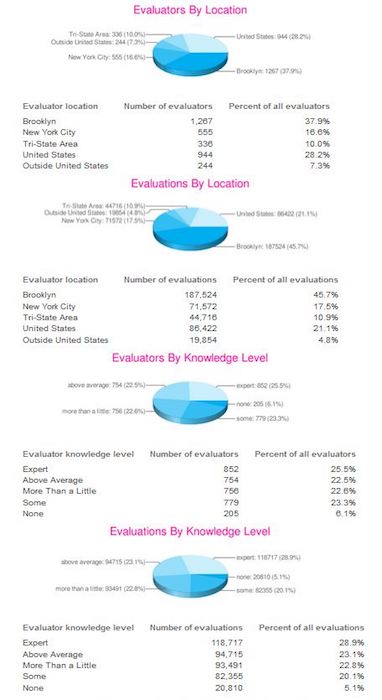 Evaluators By Location
Tri-State Area: 336 (10.0%)
Outside United States: 244 (7.3%)
New York City: 555 (16.6%)
United States: 944 (28.2%)
Brooklyn: 1267 (37.9%)
Evaluator location Number of evaluators Percent of all evaluators
Brooklyn 1,267 37.9%
New York City 555 16.6%
Tri-State Area 336 10.0%
United States 944 28.2%
Outside United States 244 7.3%
Evaluations By Location
Tri-State Area: 44716 (10.9%)
Outside United States: 19854 (4.8%)
New York City: 71572 (17.5%)
United States: 86422 (21.1%)
Brooklyn: 187524 (45.7%)
Evaluator location Number of evaluations Percent of all evaluations
Brooklyn 187,524 45.7%
New York City 71,572 17.5%
Tri-State Area 44,716 10.9%
United States 86,422 21.1%
Outside United States 19,854 4.8%
Evaluators By Knowledge Level
above average: 754 (22.5%)
more than a little: 756 (22.6%)
expert: 852 (25.5%)
none: 205 (6.1%)
some: 779 (23.3%)
Evaluator knowledge level Number of evaluators Percent of all evaluators
Expert 852 25.5%
Above Average 754 22.5%
More Than a Little 756 22.6%
Some 779 23.3%
None 205 6.1%
Evaluations By Knowledge Level
above average: 94715 (23.1%)
more than a little: 93491 (22.8%)
expert: 118717 (28.9%)
none: 20810 (5.1%)
some: 82355 (20.1%)
Evaluator knowledge level Number of evaluations Percent of all evaluations
Expert 118,717 28.9%
Above Average 94,715 23.1%
More Than a Little 93,491 22.8%
Some 82,355 20.1%
None 20,810 5.1%